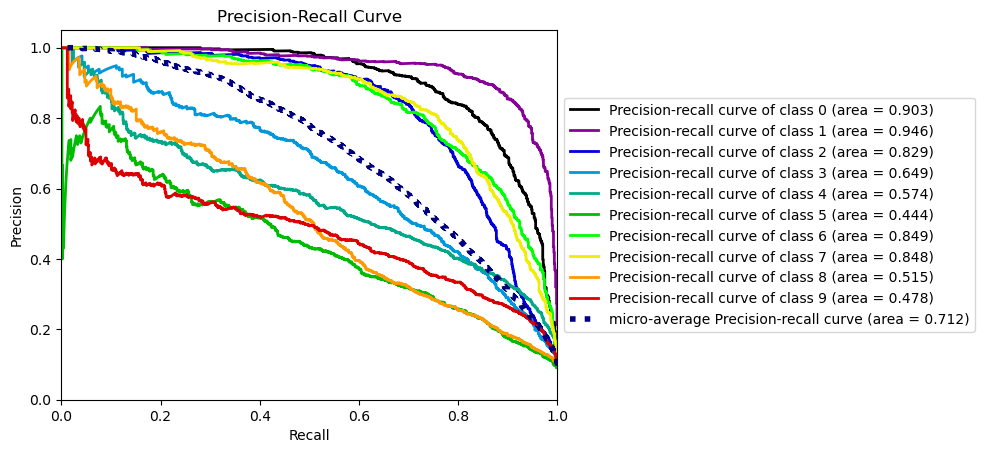 Precision-Recall Curve
Precision
1.0
0.8
0.6
0.4
0.2
0.0
0.0 0.2 0.4 0.6 0.8 1.0
Recall
Precision-recall curve of class 0 (area = 0.903)
Precision-recall curve of class 1 (area = 0.946)
Precision-recall curve of class 2 (area = 0.829)
Precision-recall curve of class 3 (area = 0.649)
Precision-recall curve of class 4 (area = 0.574)
Precision-recall curve of class 5 (area = 0.444)
Precision-recall curve of class 6 (area = 0.849)
Precision-recall curve of class 7 (area = 0.848)
Precision-recall curve of class 8 (area = 0.515)
Precision-recall curve of class 9 (area = 0.478)
micro-average Precision-recall curve (area = 0.712)